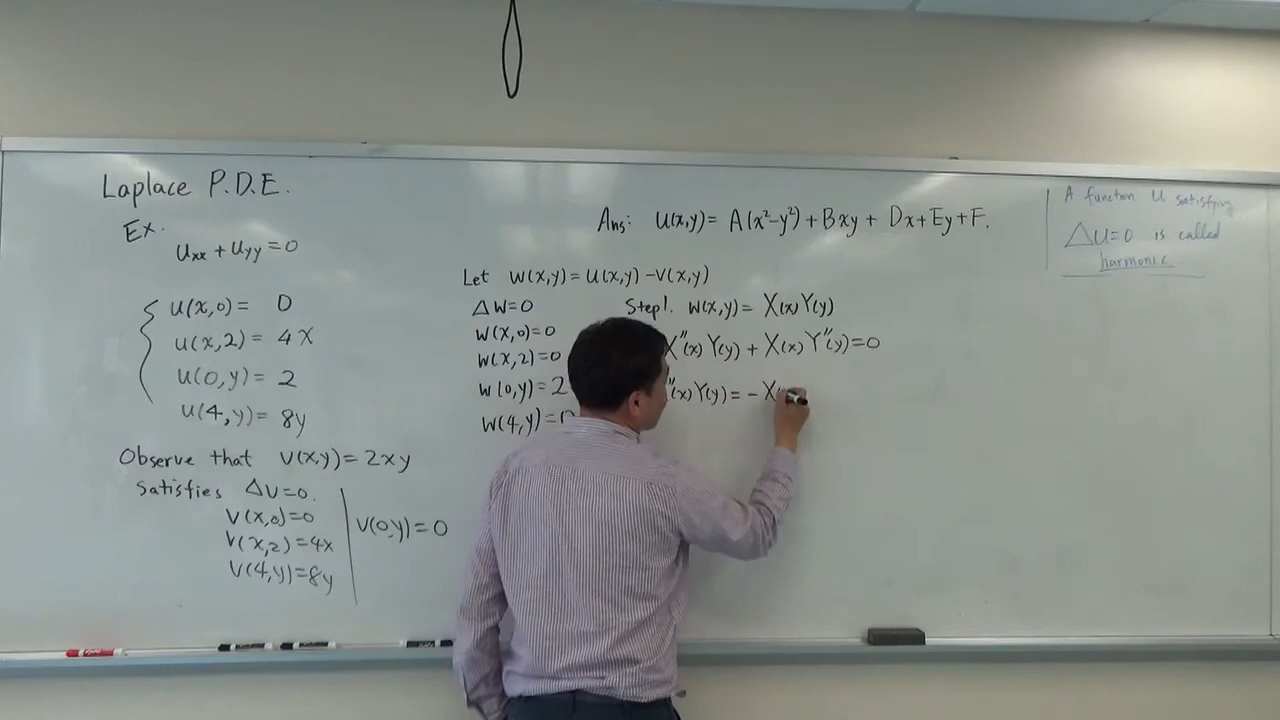 Laplace P.D.E.
Ex.
Uxx + Uyy = 0
U(x,0) = 0
U(x,2) = 4x
U(0,y) = 2
U(4,y) = 8y
Observe that V(x,y) = 2xy
Satisfies ΔV=0.
V(x,0)=0
V(x,2)=4x
V(4,y)=8y
V(0,y)=0
Ans: U(x,y) = A(x²-y²) + Bxy + Dx + Ey + F.
Let W(x,y) = U(x,y) - V(x,y)
ΔW=0
W(x,0)=0
W(x,2)=0
W(0,y)=2
W(4,y)=0
Step1. W(x,y) = X(x)Y(y)
X''(x)Y(y) + X(x)Y''(y)=0
''(x)Y(y) = - X
A function U satisfying
ΔU=0 is called
harmonic